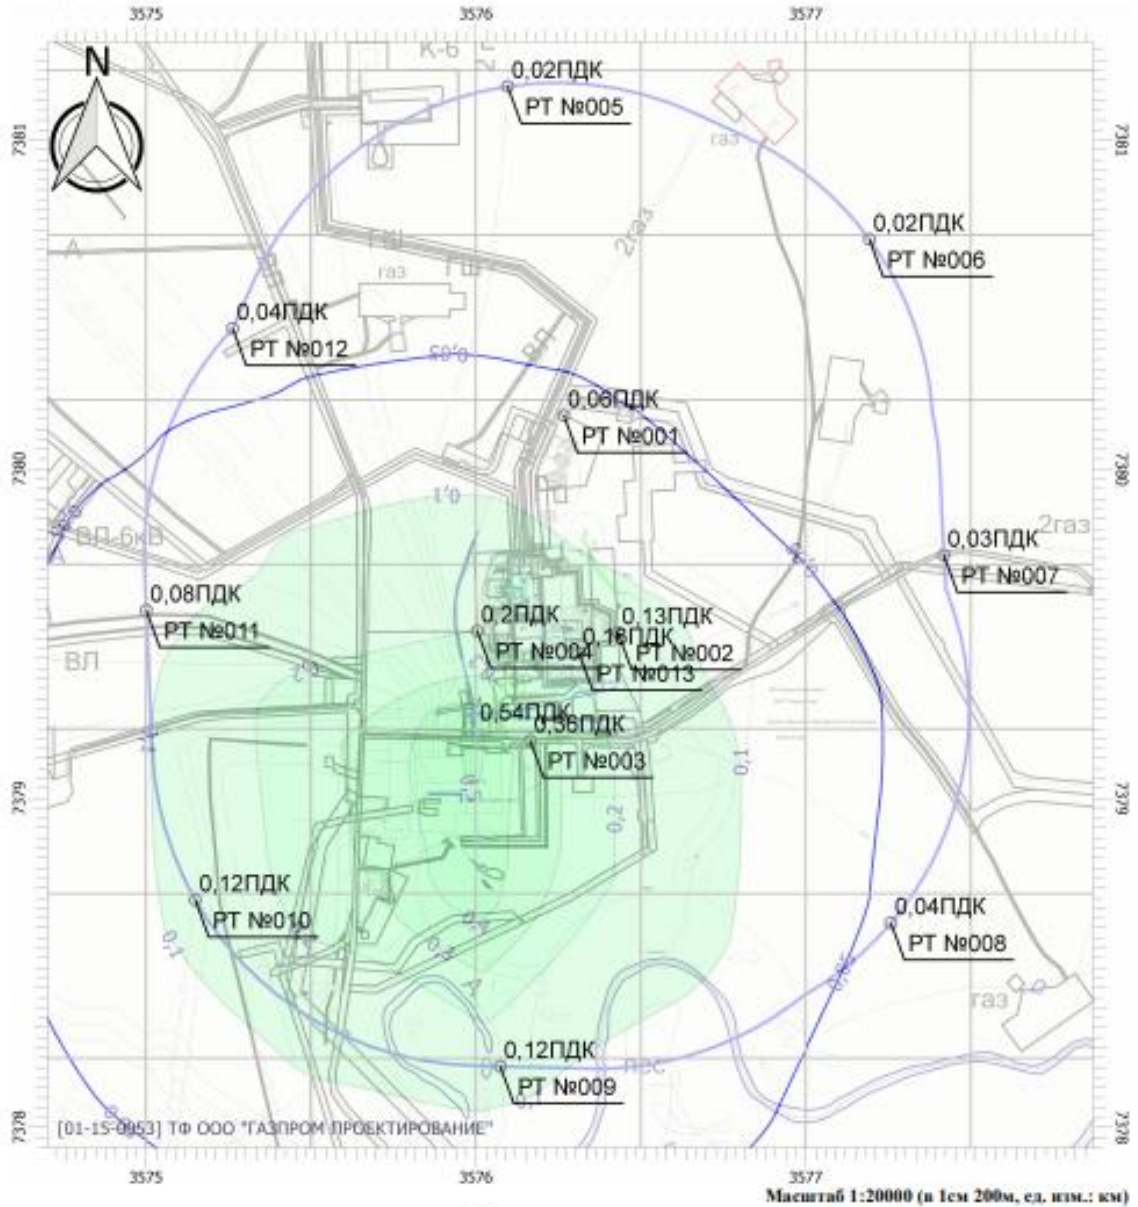 3575 3576 3577
N
К-6
0,02ПДК
РТ №005
7381
7381
газ
2газ
0,02ПДК
РТ №006
А
ГШ
газ
0,04ПДК
РТ №012
0,05
ВЛ
0,06ПДК
РТ №001
7380
7380
0,1
ВЛ-6кВ
2газ
0,03ПДК
РТ №007
0,08ПДК
РТ №011
0,2ПДК
РТ №004
0,13ПДК
РТ №002
РТ №013
ВЛ
0,2
0,54ПДК
РТ №003
0,1
7379
7379
0,2
0,12ПДК
РТ №010
0,1
0,04ПДК
РТ №008
0,05
газ
0,12ПДК
РТ №009
пес
7378
7378
[01-15-0953] ТФ ООО "ГАЗПРОМ ПРОЕКТИРОВАНИЕ"
3575 3576 3577
Масштаб 1:20000 (в 1см 200м, ед. изм.: км)